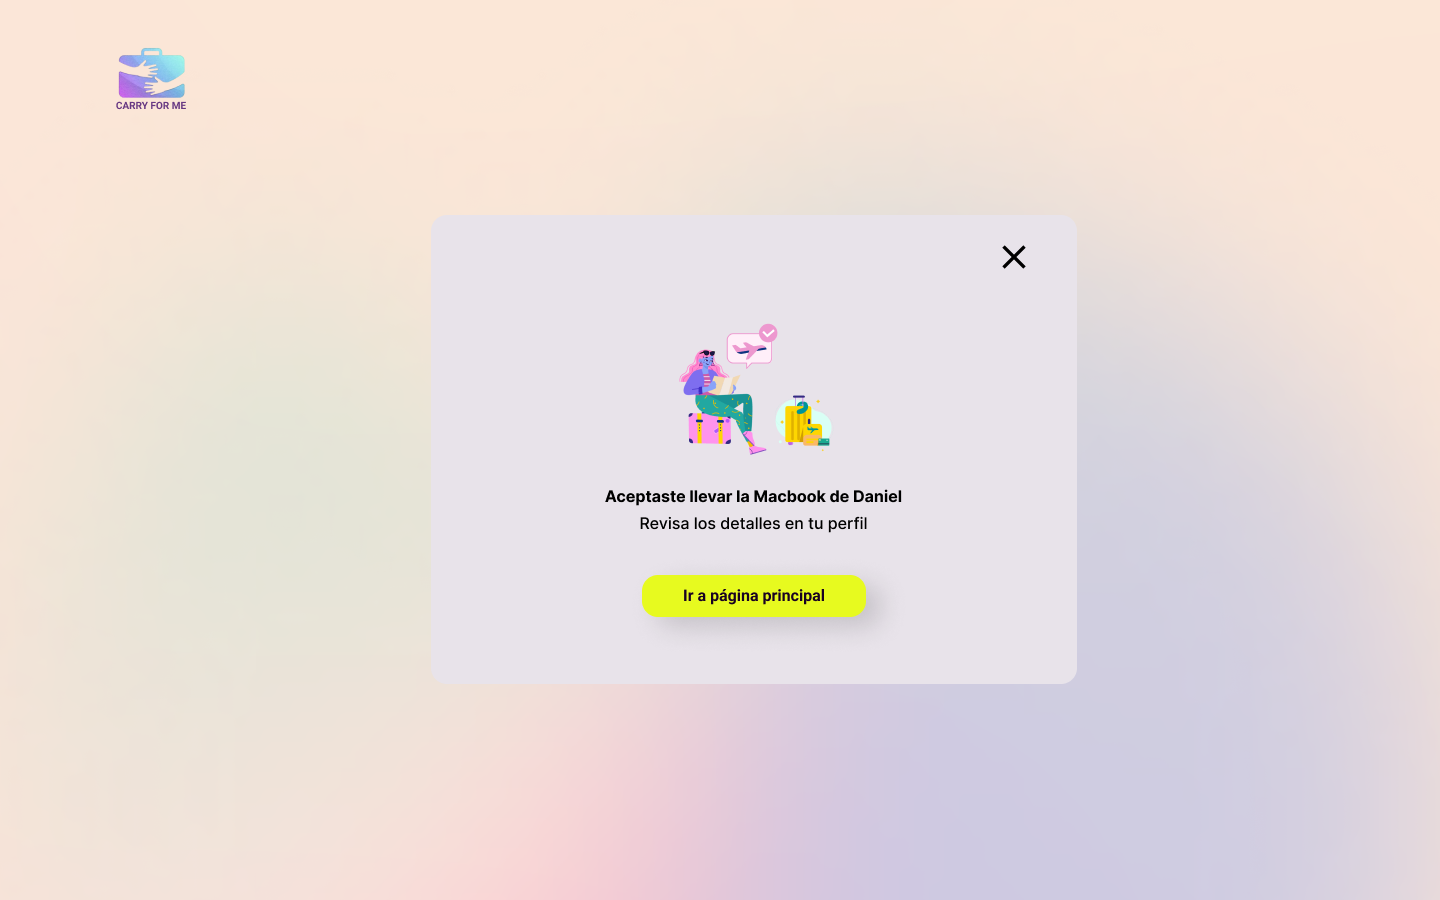 CARRY FOR ME
Aceptaste llevar la Macbook de Daniel
Revisa los detalles en tu perfil
Ir a página principal